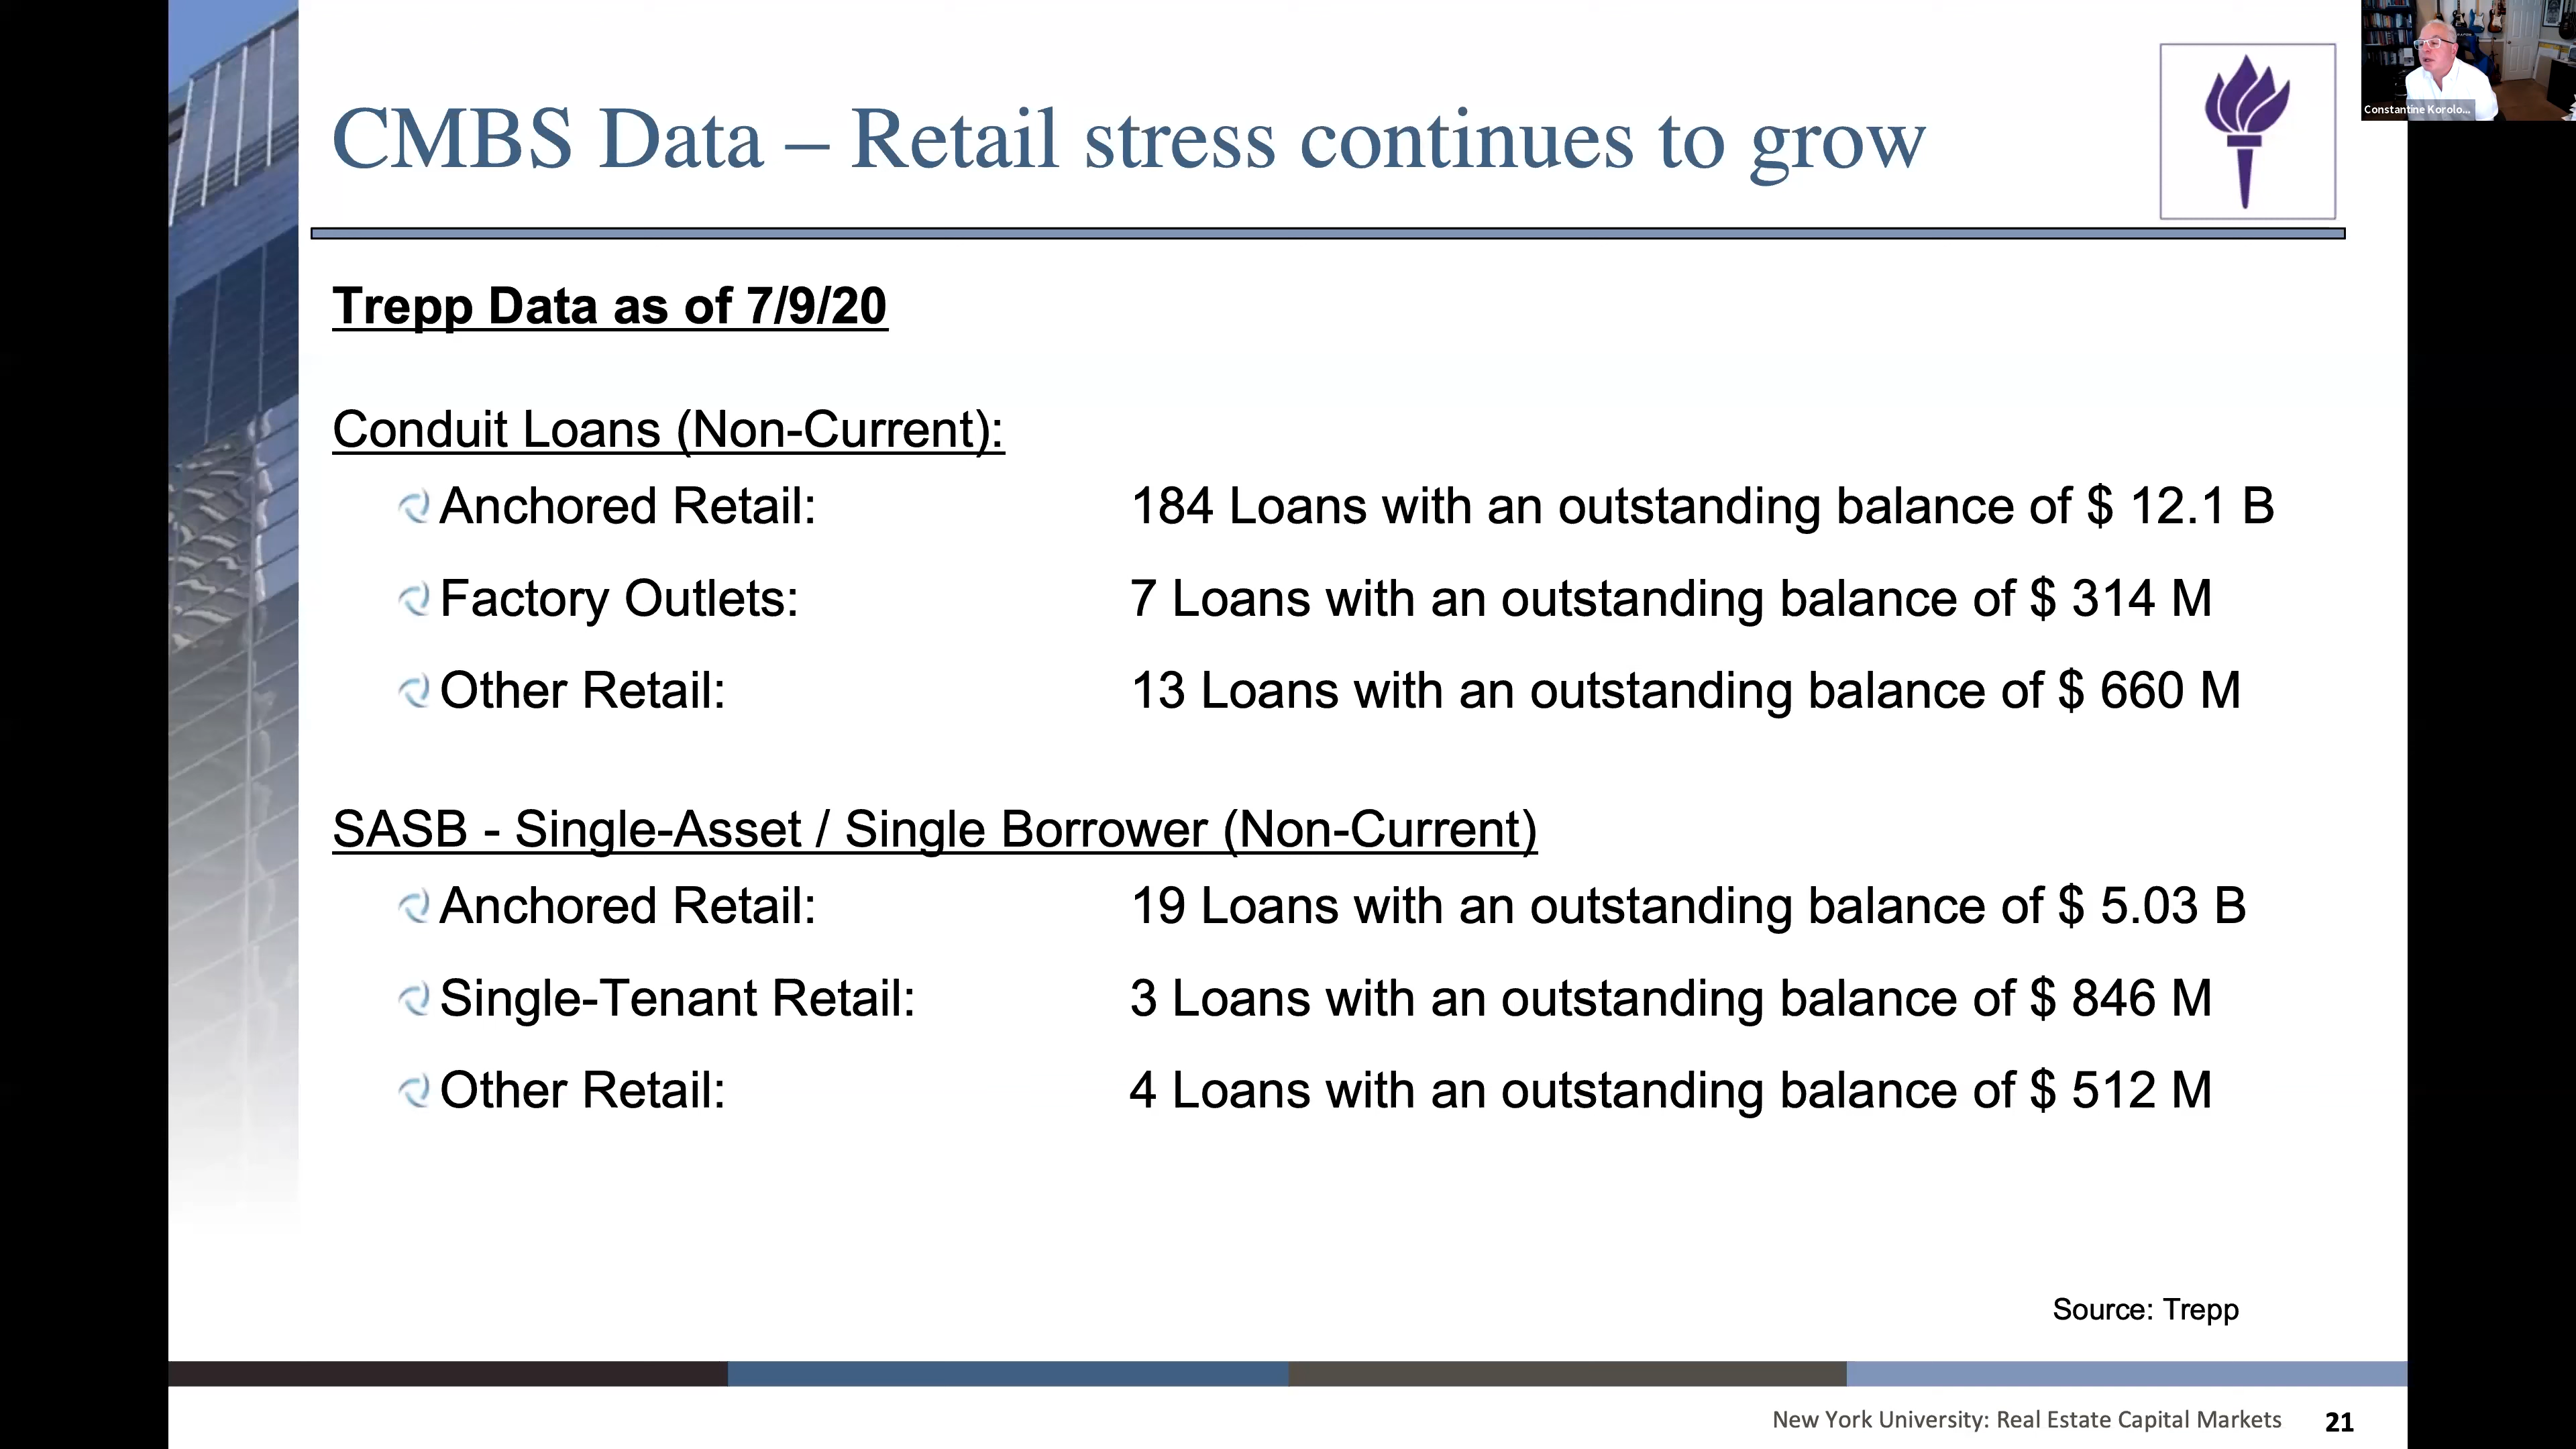 CMBS Data – Retail stress continues to grow
Constantine Korolo...
Trepp Data as of 7/9/20
Conduit Loans (Non-Current):
Anchored Retail: 184 Loans with an outstanding balance of $ 12.1 B
Factory Outlets: 7 Loans with an outstanding balance of $ 314 M
Other Retail: 13 Loans with an outstanding balance of $ 660 M
SASB - Single-Asset / Single Borrower (Non-Current)
Anchored Retail: 19 Loans with an outstanding balance of $ 5.03 B
Single-Tenant Retail: 3 Loans with an outstanding balance of $ 846 M
Other Retail: 4 Loans with an outstanding balance of $ 512 M
Source: Trepp
New York University: Real Estate Capital Markets 21